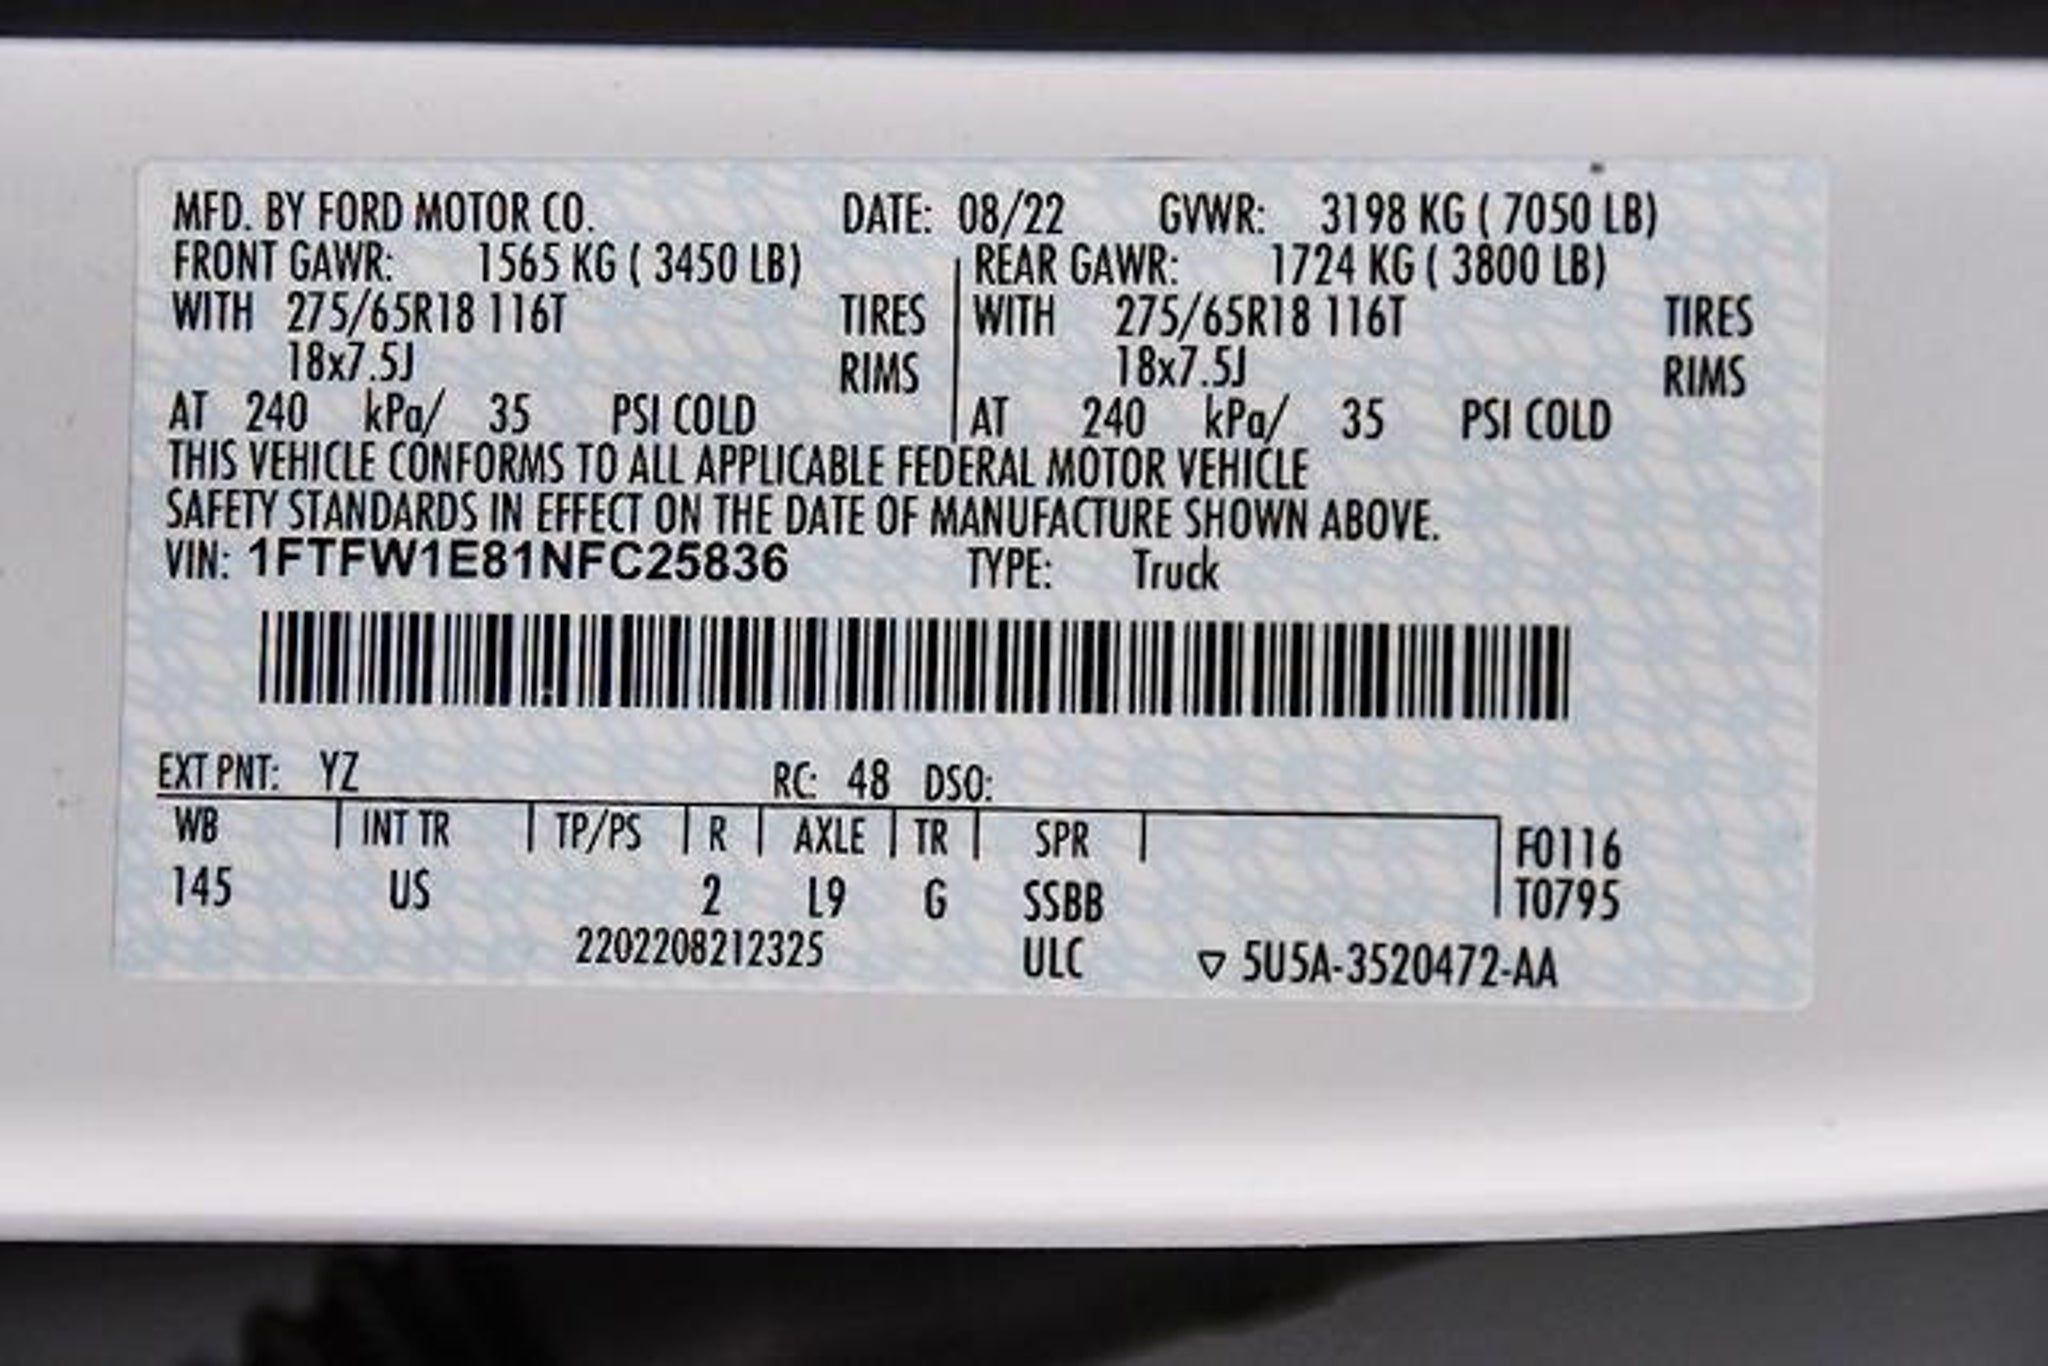 MFD. BY FORD MOTOR CO. DATE: 08/22 GVWR: 3198 KG ( 7050 LB)
FRONT GAWR: 1565 KG ( 3450 LB) REAR GAWR: 1724 KG ( 3800 LB)
WITH 275/65R18 116T TIRES WITH 275/65R18 116T TIRES
18x7.5J RIMS 18x7.5J RIMS
AT 240 kPa/ 35 PSI COLD AT 240 kPa/ 35 PSI COLD
THIS VEHICLE CONFORMS TO ALL APPLICABLE FEDERAL MOTOR VEHICLE
SAFETY STANDARDS IN EFFECT ON THE DATE OF MANUFACTURE SHOWN ABOVE.
VIN: 1FTFW1E81NFC25836 TYPE: Truck
EXT PNT: YZ RC: 48 DSO:
WB INT TR TP/PS R AXLE TR SPR F0116
145 US 2 L9 G SSBB T0795
2202208212325 ULC ▽ 5U5A-3520472-AA